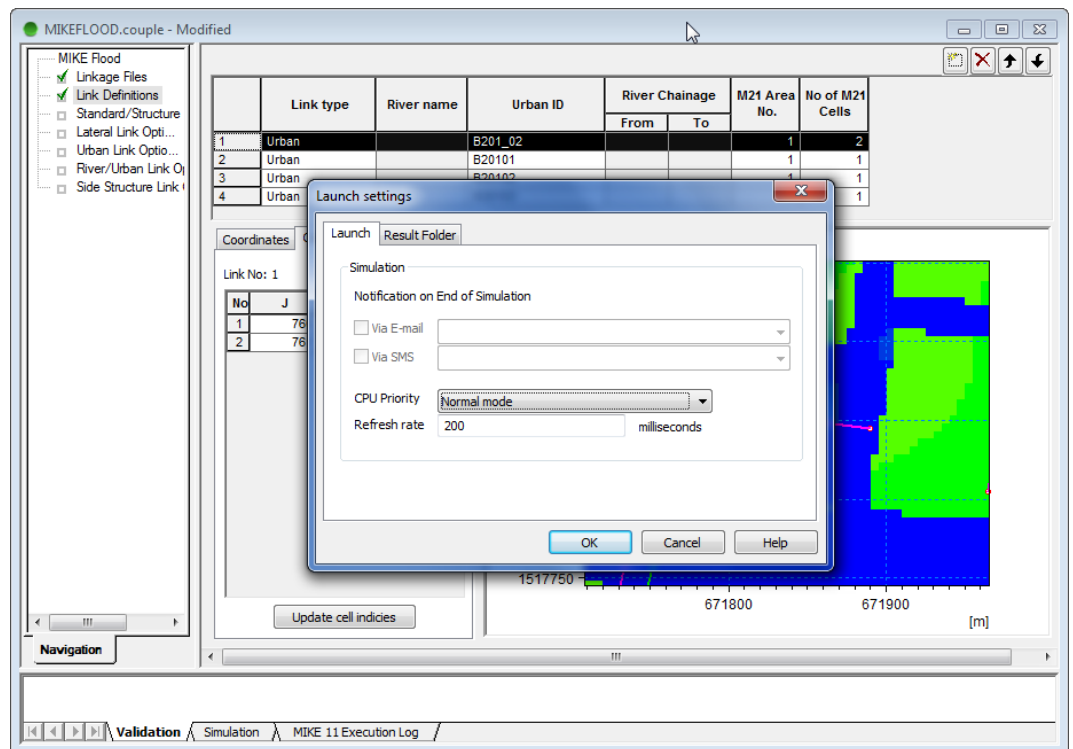 MIKEFLOOD.couple - Modified
MIKE Flood
Linkage Files
Link Definitions
Standard/Structure
Lateral Link Opti...
Urban Link Optio...
River/Urban Link O
Side Structure Link
Link type River name Urban ID River Chainage From To M21 Area No. No of M21 Cells
1 Urban B201_02 1 2
2 Urban B20101 1 1
3 Urban B20102 1 1
4 Urban 1
Launch settings
Launch Result Folder
Simulation
Notification on End of Simulation
Via E-mail
Via SMS
CPU Priority Normal mode
Refresh rate 200 milliseconds
OK Cancel Help
Coordinates
Link No: 1
No J
1 76
2 76
Update cell indicies
1517750
671800 671900
[m]
Navigation
Validation Simulation MIKE 11 Execution Log